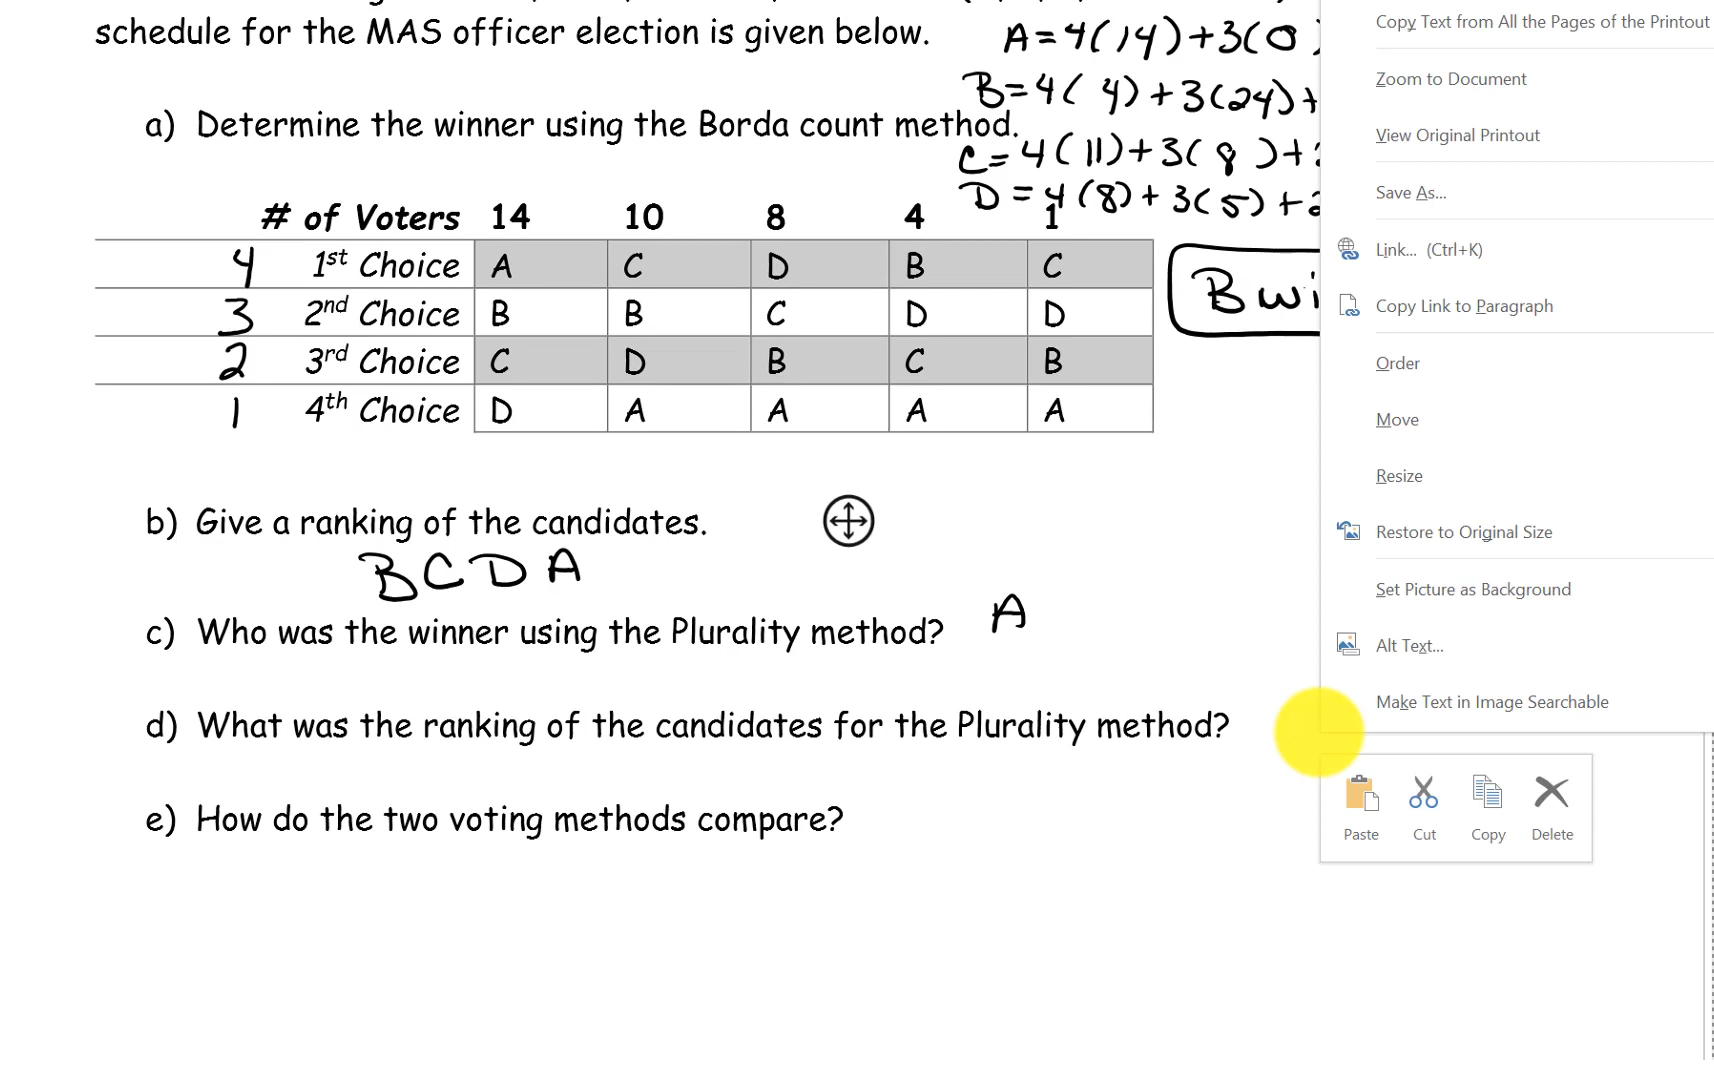 schedule for the MAS officer election is given below.
A=4(14)+3(0)
B=4( 4)+3(24)+
a) Determine the winner using the Borda count method.
C=4(11)+3( 8 )+
D=4(8)+3(5)+2
# of Voters 14 10 8 4 1
4 1st Choice A C D B C
3 2nd Choice B B C D D
2 3rd Choice C D B C B
1 4th Choice D A A A A
B wi
b) Give a ranking of the candidates.
B C D A
c) Who was the winner using the Plurality method? A
d) What was the ranking of the candidates for the Plurality method?
e) How do the two voting methods compare?
Copy Text from All the Pages of the Printout
Zoom to Document
View Original Printout
Save As...
Link... (Ctrl+K)
Copy Link to Paragraph
Order
Move
Resize
Restore to Original Size
Set Picture as Background
Alt Text...
Make Text in Image Searchable
Paste Cut Copy Delete